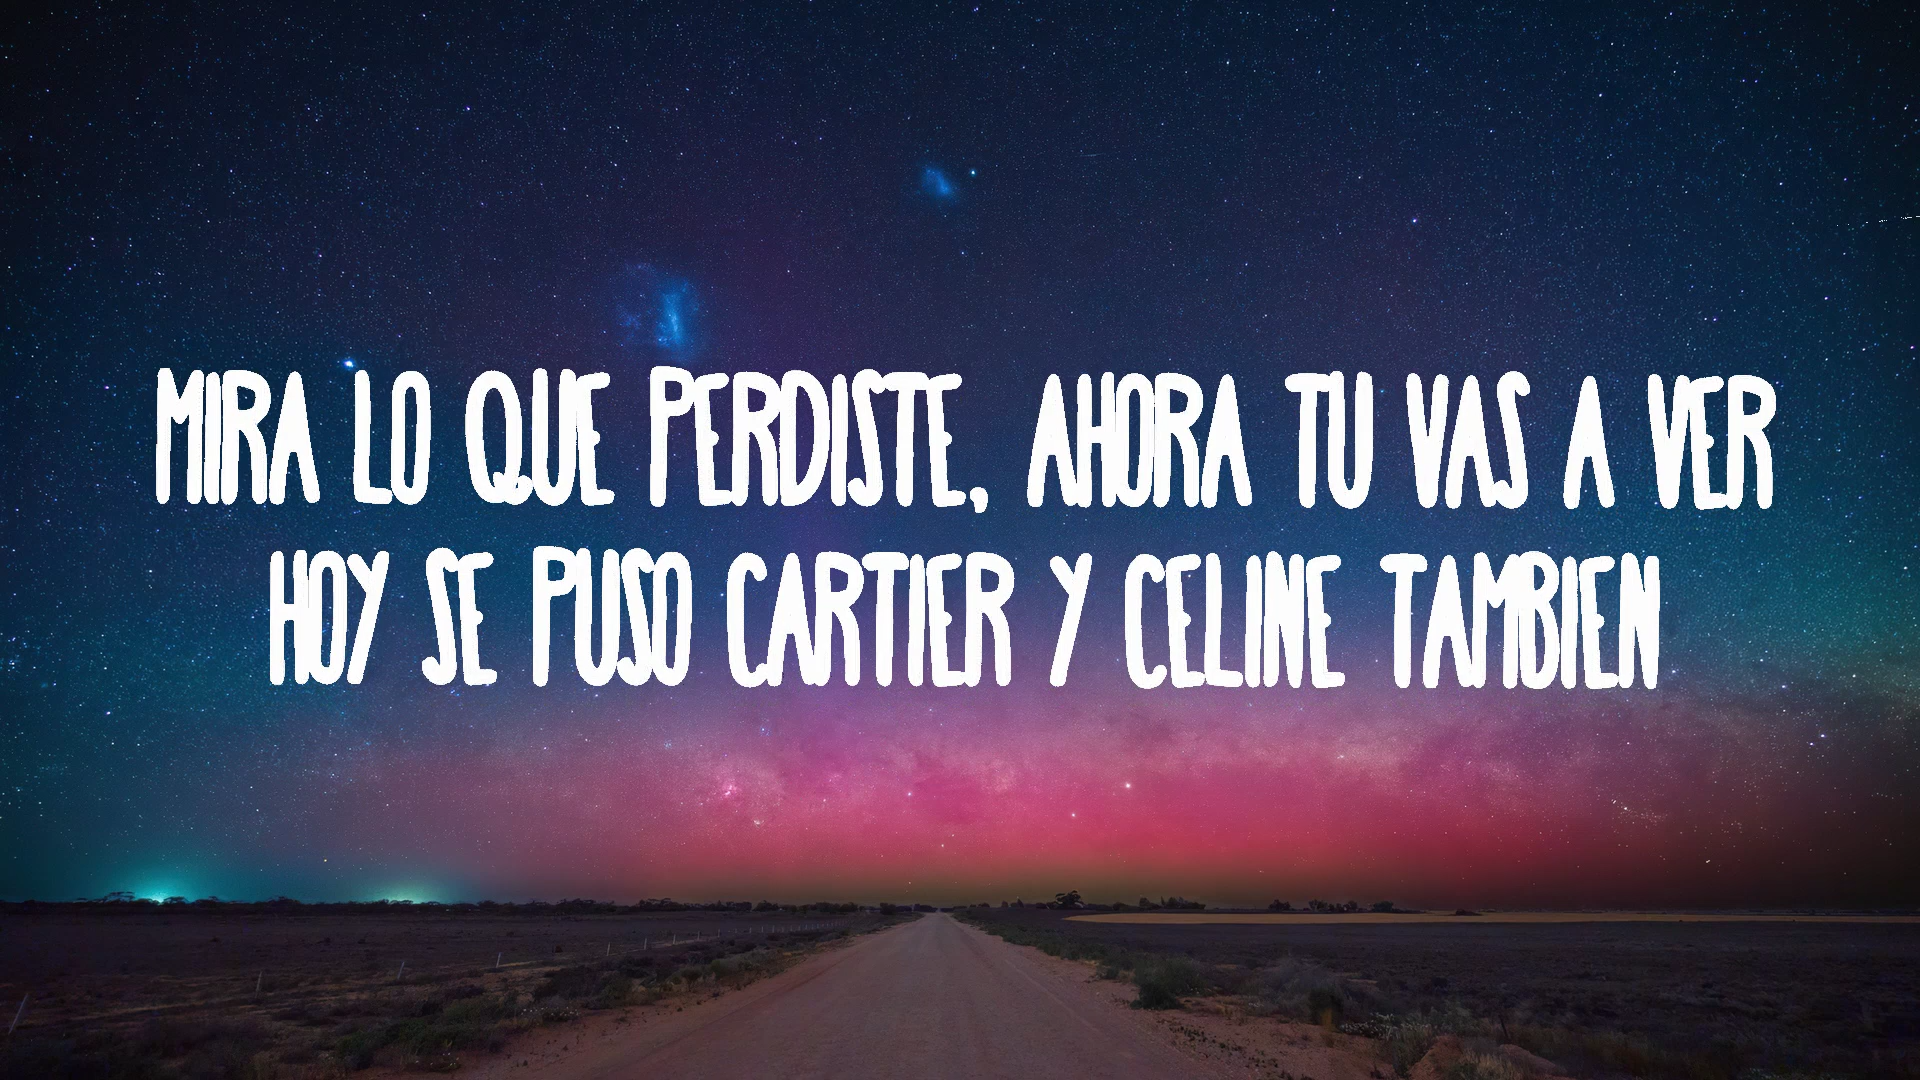 MIRA LO QUE PERDISTE, AHORA TU VAS A VER
HOY SE PUSO CARTIER Y CELINE TAMBIEN